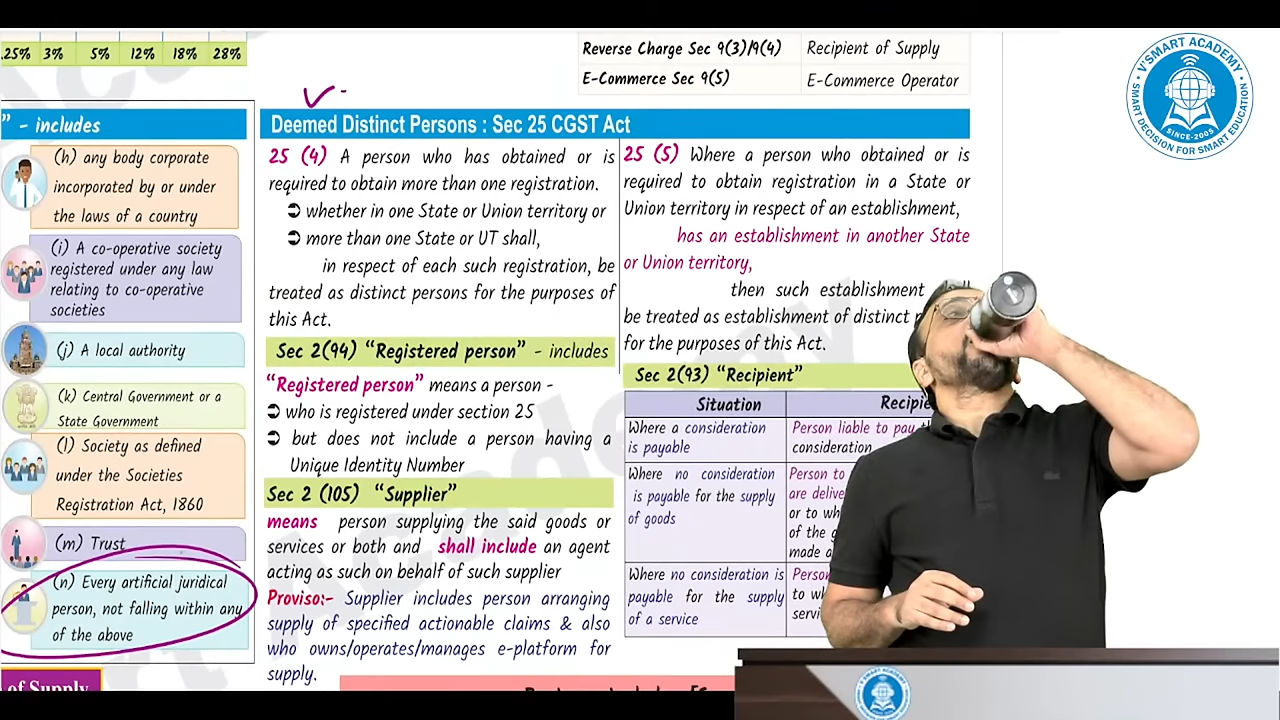 .25% 3% 5% 12% 18% 28%
Reverse Charge Sec 9(3)/9(4) Recipient of Supply
E-Commerce Sec 9(5) E-Commerce Operator
V'SMART ACADEMY
SMART DECISION FOR SMART EDUCATION
SINCE-2005
” - includes
(h) any body corporate
incorporated by or under
the laws of a country
(i) A co-operative society
registered under any law
relating to co-operative
societies
(j) A local authority
(k) Central Government or a
State Government
(l) Society as defined
under the Societies
Registration Act, 1860
(m) Trust
(n) Every artificial juridical
person, not falling within any
of the above
of Supply
Deemed Distinct Persons : Sec 25 CGST Act
25 (4) A person who has obtained or is
required to obtain more than one registration.
➲ whether in one State or Union territory or
➲ more than one State or UT shall,
in respect of each such registration, be
treated as distinct persons for the purposes of
this Act.
Sec 2(94) “Registered person” - includes
“Registered person” means a person -
➲ who is registered under section 25
➲ but does not include a person having a
Unique Identity Number
Sec 2 (105) “Supplier”
means person supplying the said goods or
services or both and shall include an agent
acting as such on behalf of such supplier
Proviso:- Supplier includes person arranging
supply of specified actionable claims & also
who owns/operates/manages e-platform for
supply.
25 (5) Where a person who obtained or is
required to obtain registration in a State or
Union territory in respect of an establishment,
has an establishment in another State
or Union territory,
then such establishment
be treated as establishment of distinct
for the purposes of this Act.
Sec 2(93) “Recipient”
Situation
Where a consideration
is payable
Person liable to pay
consideration
Where no consideration
is payable for the supply
of goods
Person to
are
or to
of the
made
Where no consideration is
payable for the supply
of a service
Person
to